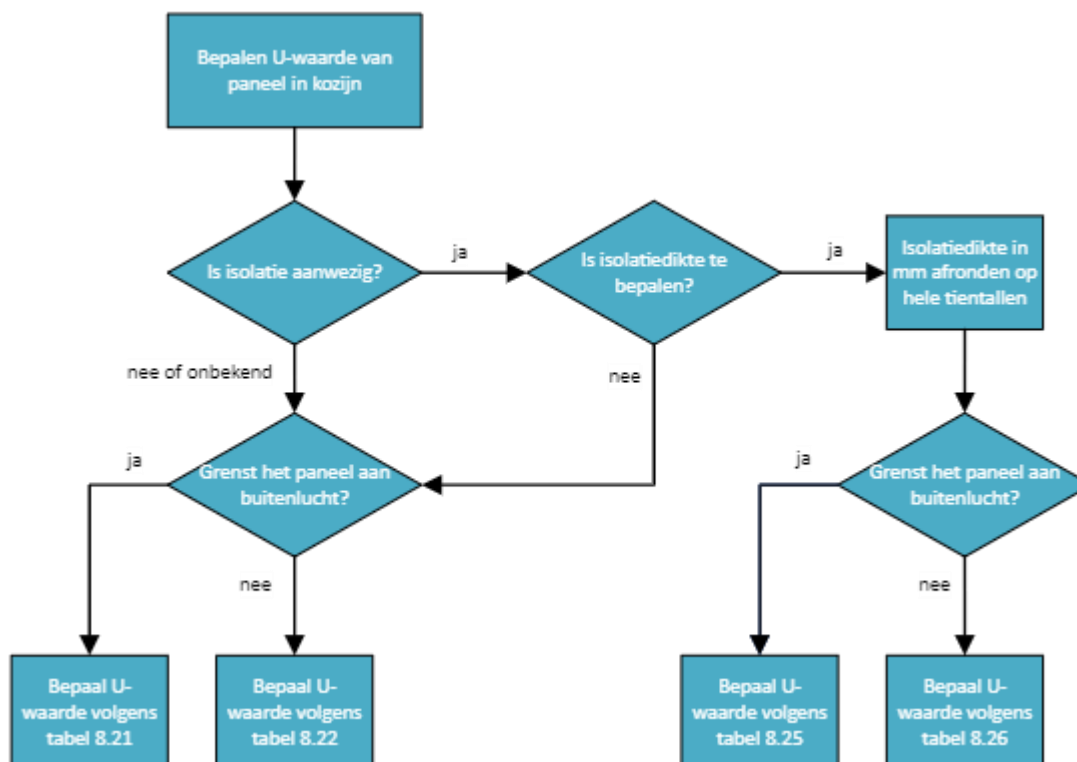 Bepalen U-waarde van
paneel in kozijn
Is isolatie aanwezig?
ja
Is isolatiedikte te
bepalen?
ja
Isolatiedikte in
mm afronden op
hele tientallen
nee of onbekend
nee
Grenst het paneel aan
buitenlucht?
ja
nee
Grenst het paneel aan
buitenlucht?
ja
nee
Bepaal U-
waarde volgens
tabel 8.21
Bepaal U-
waarde volgens
tabel 8.22
Bepaal U-
waarde volgens
tabel 8.25
Bepaal U-
waarde volgens
tabel 8.26